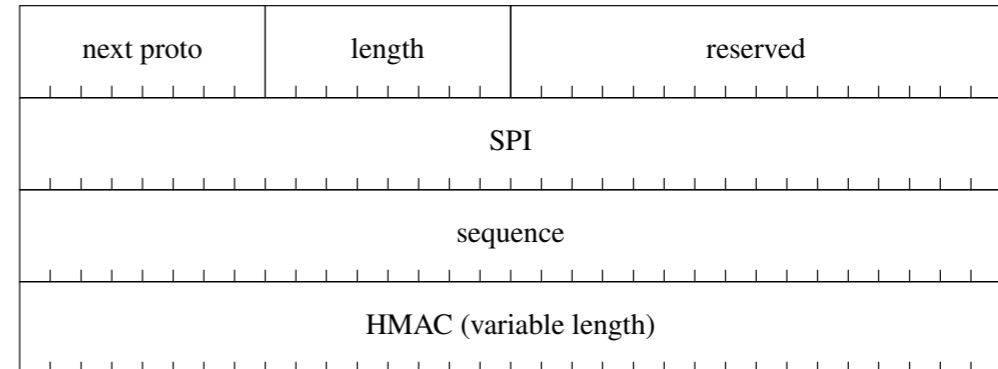 next proto length reserved
SPI
sequence
HMAC (variable length)